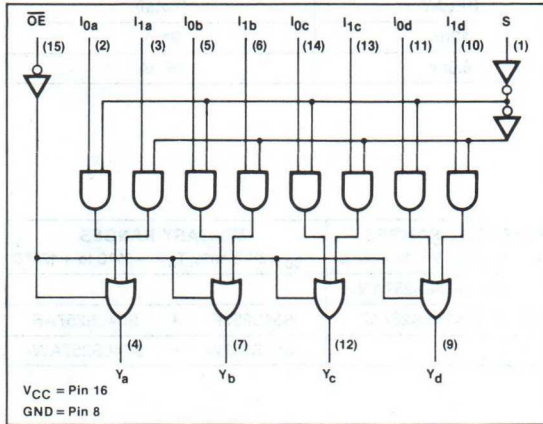 OE I0a I1a I0b I1b I0c I1c I0d I1d S
(15) (2) (3) (5) (6) (14) (13) (11) (10) (1)
(4) (7) (12) (9)
Ya Yb Yc Yd
VCC = Pin 16
GND = Pin 8